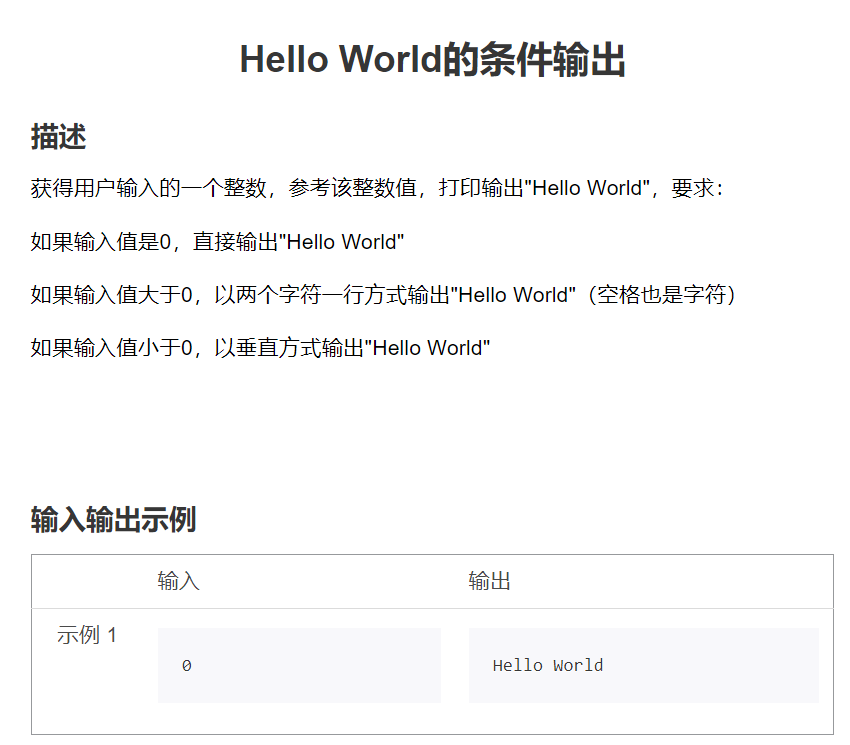 Hello World的条件输出
描述
获得用户输入的一个整数，参考该整数值，打印输出"Hello World"，要求：
如果输入值是0，直接输出"Hello World"
如果输入值大于0，以两个字符一行方式输出"Hello World"（空格也是字符）
如果输入值小于0，以垂直方式输出"Hello World"
输入输出示例
输入 输出
示例 1 0 Hello World